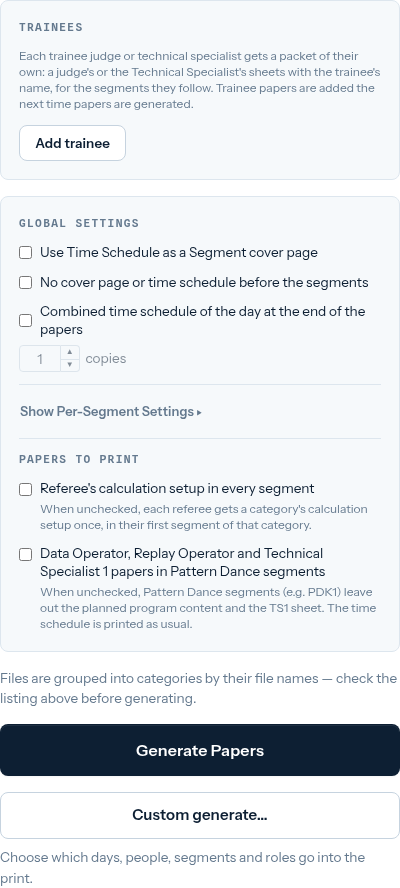 TRAINEES
Each trainee judge or technical specialist gets a packet of their
own: a judge's or the Technical Specialist's sheets with the trainee's
name, for the segments they follow. Trainee papers are added the
next time papers are generated.
Add trainee
GLOBAL SETTINGS
Use Time Schedule as a Segment cover page
No cover page or time schedule before the segments
Combined time schedule of the day at the end of the
papers
1 copies
Show Per-Segment Settings ▸
PAPERS TO PRINT
Referee's calculation setup in every segment
When unchecked, each referee gets a category's calculation
setup once, in their first segment of that category.
Data Operator, Replay Operator and Technical
Specialist 1 papers in Pattern Dance segments
When unchecked, Pattern Dance segments (e.g. PDK1) leave
out the planned program content and the TS1 sheet. The time
schedule is printed as usual.
Files are grouped into categories by their file names — check the
listing above before generating.
Generate Papers
Custom generate...
Choose which days, people, segments and roles go into the
print.